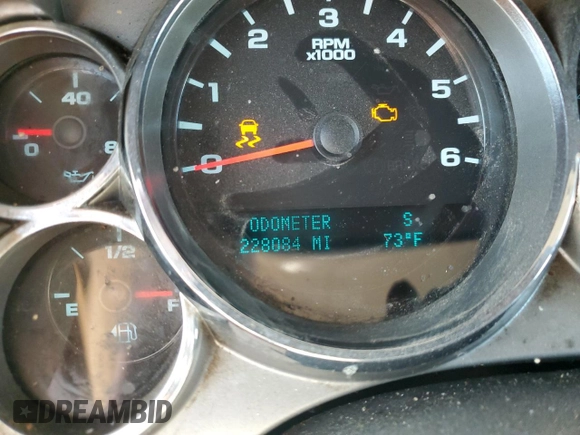 3
2
4
RPM
x1000
1
5
40
0
8
0
6
ODOMETER S
228084 MI 73°F
1/2
E F
DREAMBID